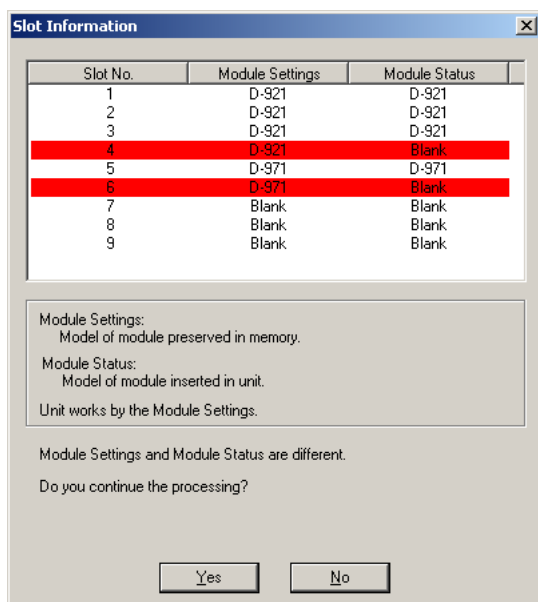 Slot Information
Slot No. Module Settings Module Status
1 D-921 D-921
2 D-921 D-921
3 D-921 D-921
4 D-921 Blank
5 D-971 D-971
6 D-971 Blank
7 Blank Blank
8 Blank Blank
9 Blank Blank
Module Settings:
Model of module preserved in memory.
Module Status:
Model of module inserted in unit.
Unit works by the Module Settings.
Module Settings and Module Status are different.
Do you continue the processing?
Yes No